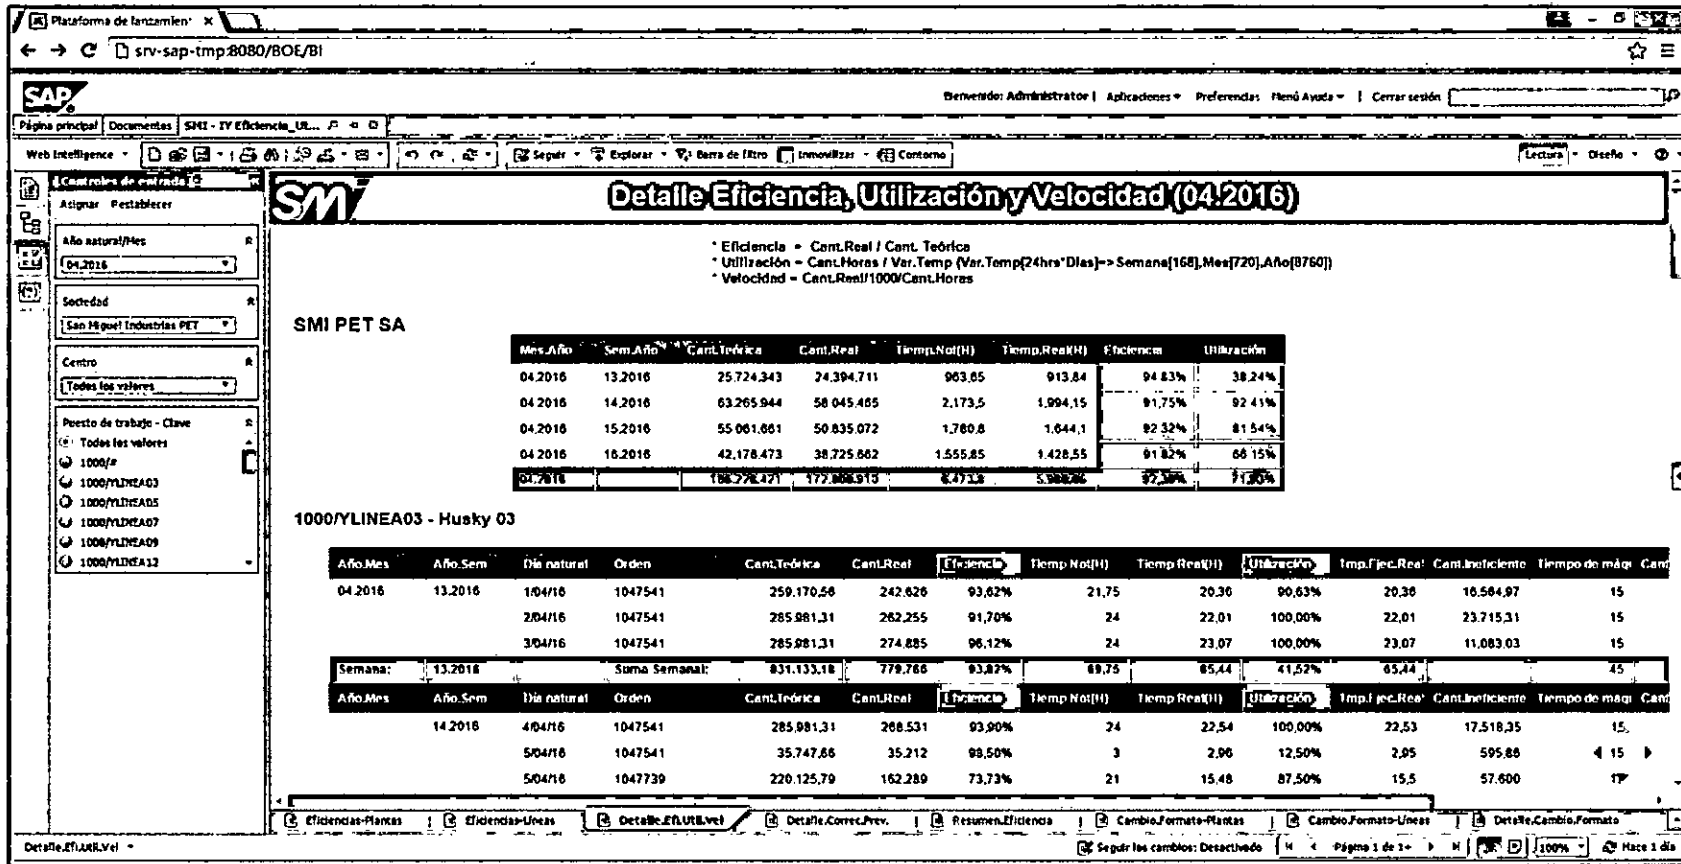 Plataforma de lanzamien
srv-sap-tmp:8080/BOE/BI
SAP
Bienvenido: Administrator | Aplicaciones Preferencias Menú Ayuda | Cerrar sesión
Página principal Documentos SMI - IY Eficiencia_Ut...
Web Intelligence Seguir Explorar Barra de filtro Inmovilizar Contorno Lectura Diseño
Controles de entrada
Asignar Restablecer
Año natural/Mes
04.2016
Sociedad
San Miguel Industrias PET
Centro
Todos los valores
Puesto de trabajo - Clave
Todos los valores
1000/#
1000/YLINEA03
1000/YLINEA05
1000/YLINEA07
1000/YLINEA09
1000/YLINEA12
SMI
Detalle Eficiencia, Utilización y Velocidad (04.2016)
* Eficiencia = Cant.Real / Cant. Teórica
* Utilización = Cant.Horas / Var.Temp (Var.Temp[24hrs*Dias]=> Semana[168],Mes[720],Año[8760])
* Velocidad = Cant.Real/1000/Cant.Horas
SMI PET SA
Mes.Año Sem.Año Cant.Teórica Cant.Real Tiemp.Not(H) Tiemp.Real(H) Eficiencia Utilización
04.2016 13.2016 25.724.343 24.394.711 963,65 913,84 94.83% 38,24%
04.2016 14.2016 63.265.944 58.045.465 2.173,5 1.994,15 91,75% 92.41%
04.2016 15.2016 55.061.661 50.835.072 1.780,8 1.644,1 92.32% 81.54%
04.2016 16.2016 42.178.473 38.725.662 1.555,85 1.428,55 91.82% 66.15%
04.2016
1000/YLINEA03 - Husky 03
Año.Mes Año.Sem Día natural Orden Cant.Teórica Cant.Real Eficiencia Tiemp Not(H) Tiemp Real(H) Utilización Tmp.Ejec.Real Cant.Ineficiente Tiempo de máqu Cant
04.2016 13.2016 1/04/16 1047541 259.170,56 242.626 93,62% 21,75 20,36 90,63% 20,36 16.564,97 15
2/04/16 1047541 285.981,31 262.255 91,70% 24 22,01 100,00% 22,01 23.715,31 15
3/04/16 1047541 285.981,31 274.885 96,12% 24 23,07 100,00% 23,07 11.083,03 15
Semana: 13.2016 Suma Semanal: 831.133,18 779.766 93,82% 69,75 65,44 41,52% 65,44 45
Año.Mes Año.Sem Día natural Orden Cant.Teórica Cant.Real Eficiencia Tiemp Not(H) Tiemp Real(H) Utilización Tmp.Ejec.Real Cant.Ineficiente Tiempo de máqu Cant
14.2016 4/04/16 1047541 285.981,31 268.531 93,90% 24 22,54 100,00% 22,53 17.518,35 15
5/04/16 1047541 35.747,66 35.212 98,50% 3 2,96 12,50% 2,95 595,86 15
5/04/16 1047739 220.125,79 162.289 73,73% 21 15,48 87,50% 15,5 57.600
Eficiencias-Plantas Eficiencias-Líneas Detalle.Efi.Util.Vel Detalle.Correc.Prev. Resumen.Eficiencia Cambio.Formato-Plantas Cambio.Formato-Líneas Detalle.Cambio.Formato
Detalle.Efi.Util.Vel Seguir los cambios: Desactivado Página 1 de 1+ 100% Hace 1 día